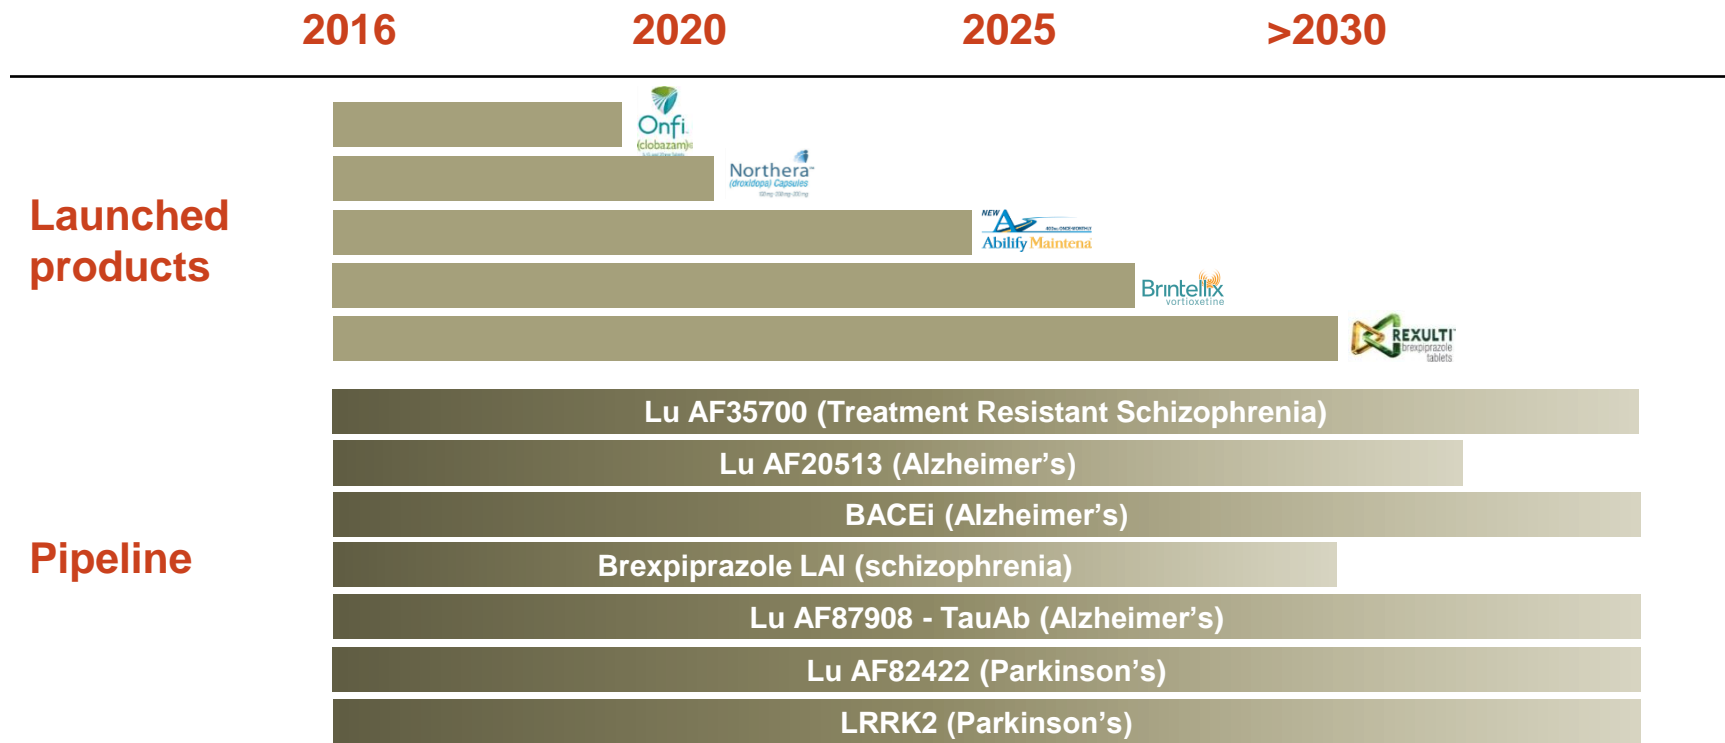 2016 2020 2025 >2030
Onfi
(clobazam)
Northera
(droxidopa) Capsules
Launched
products
NEW
Abilify Maintena
Brintellix
vortioxetine
REXULTI
brexpiprazole
tablets
Lu AF35700 (Treatment Resistant Schizophrenia)
Lu AF20513 (Alzheimer’s)
BACEi (Alzheimer’s)
Pipeline
Brexpiprazole LAI (schizophrenia)
Lu AF87908 - TauAb (Alzheimer’s)
Lu AF82422 (Parkinson’s)
LRRK2 (Parkinson’s)